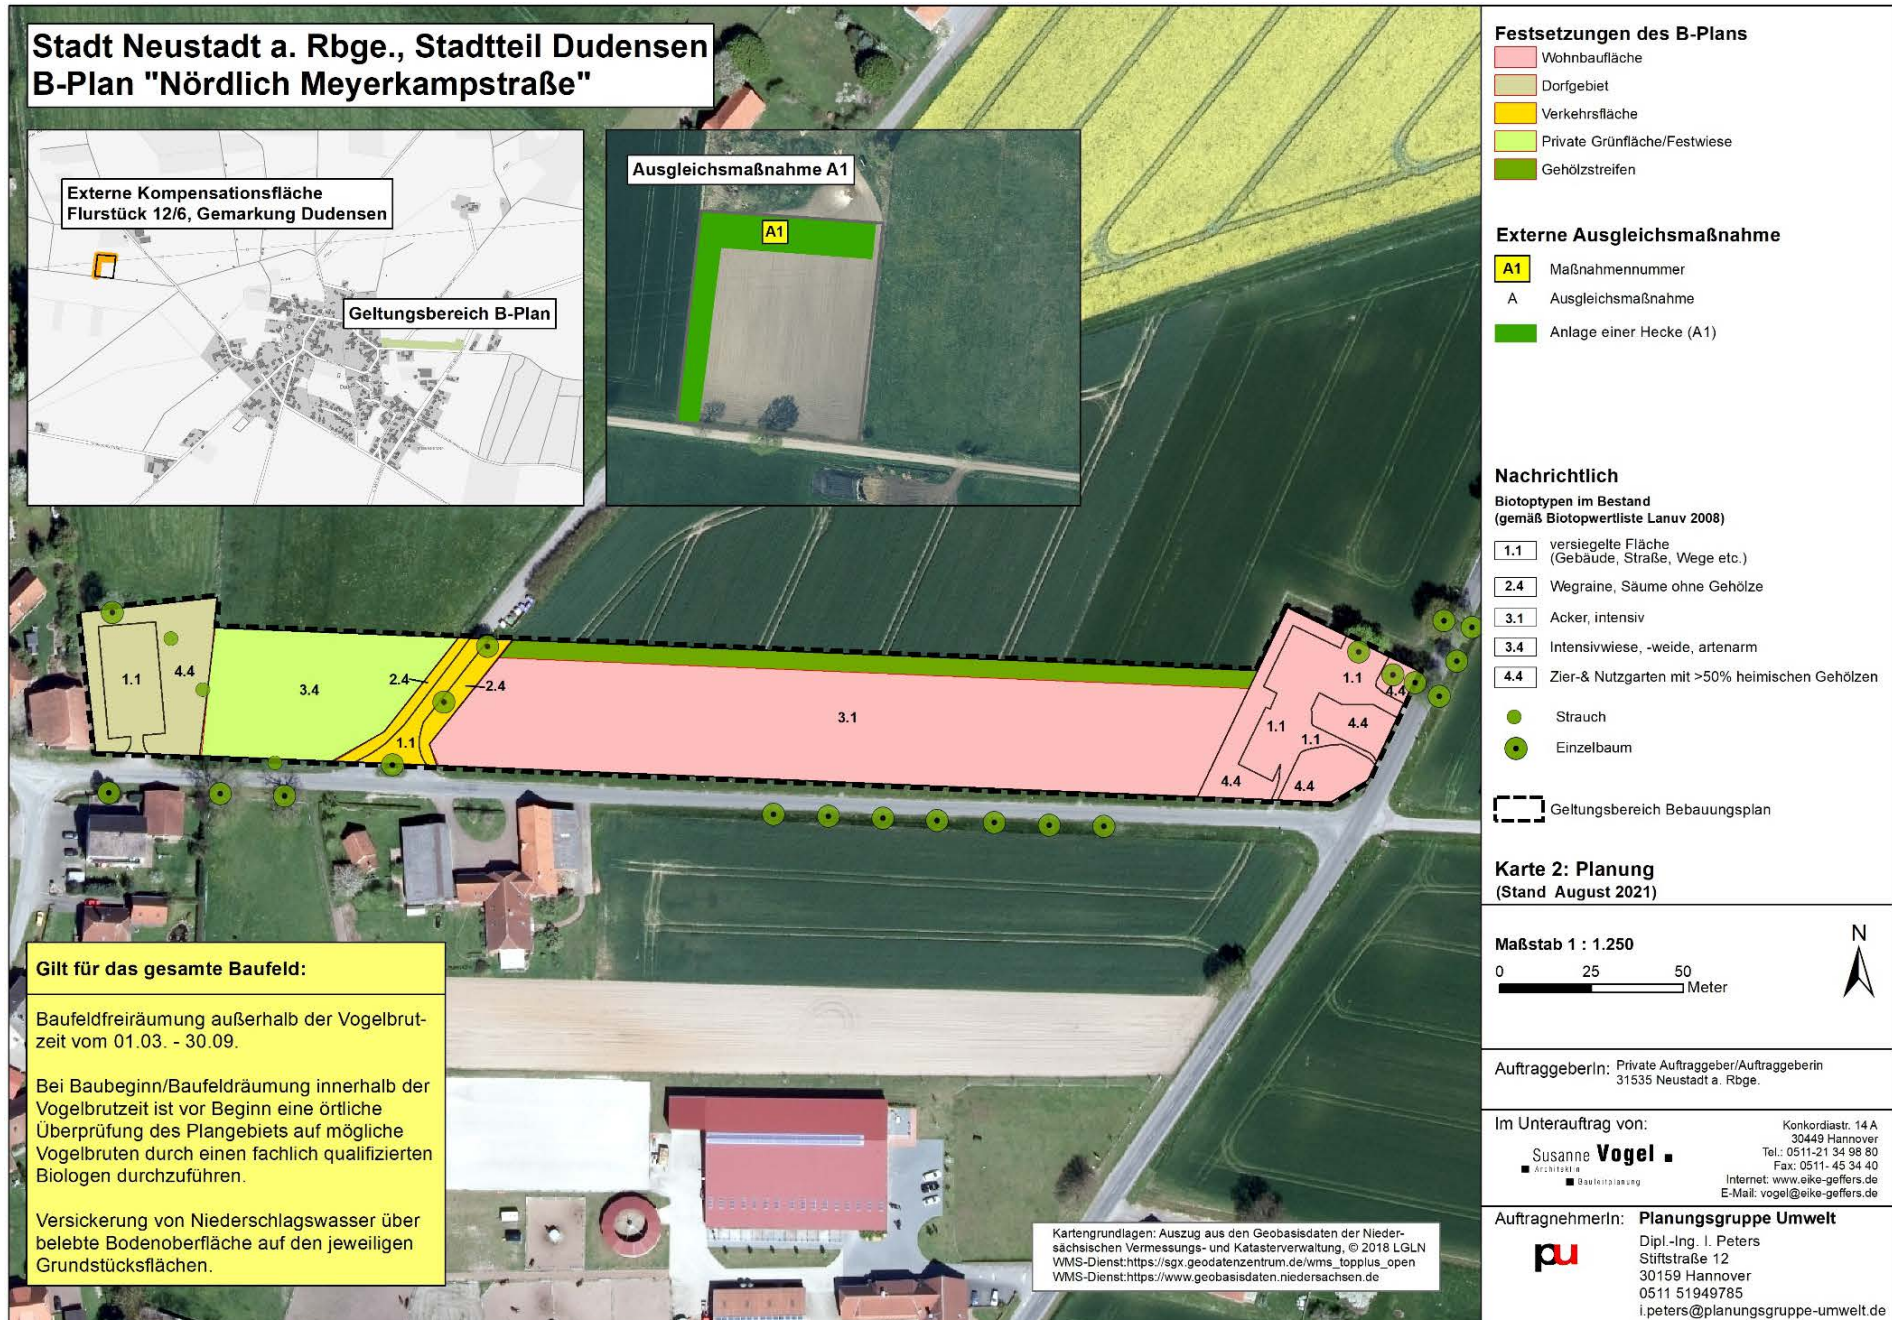 Stadt Neustadt a. Rbge., Stadtteil Dudensen
B-Plan "Nördlich Meyerkampstraße"
Externe Kompensationsfläche
Flurstück 12/6, Gemarkung Dudensen
Geltungsbereich B-Plan
Ausgleichsmaßnahme A1
A1
1.1
4.4
3.4
2.4
2.4
1.1
3.1
1.1
4.4
4.4
1.1
1.1
4.4
4.4
Gilt für das gesamte Baufeld:
Baufeldfreiräumung außerhalb der Vogelbrut-
zeit vom 01.03. - 30.09.
Bei Baubeginn/Baufeldräumung innerhalb der
Vogelbrutzeit ist vor Beginn eine örtliche
Überprüfung des Plangebiets auf mögliche
Vogelbruten durch einen fachlich qualifizierten
Biologen durchzuführen.
Versickerung von Niederschlagswasser über
belebte Bodenoberfläche auf den jeweiligen
Grundstücksflächen.
Kartengrundlagen: Auszug aus den Geobasisdaten der Nieder-
sächsischen Vermessungs- und Katasterverwaltung, © 2018 LGLN
WMS-Dienst:https://sgx.geodatenzentrum.de/wms_topplus_open
WMS-Dienst:https://www.geobasisdaten.niedersachsen.de
Festsetzungen des B-Plans
Wohnbaufläche
Dorfgebiet
Verkehrsfläche
Private Grünfläche/Festwiese
Gehölzstreifen
Externe Ausgleichsmaßnahme
A1 Maßnahmennummer
A Ausgleichsmaßnahme
Anlage einer Hecke (A1)
Nachrichtlich
Biotoptypen im Bestand
(gemäß Biotopwertliste Lanuv 2008)
1.1 versiegelte Fläche
(Gebäude, Straße, Wege etc.)
2.4 Wegraine, Säume ohne Gehölze
3.1 Acker, intensiv
3.4 Intensivwiese, -weide, artenarm
4.4 Zier-& Nutzgarten mit >50% heimischen Gehölzen
Strauch
Einzelbaum
Geltungsbereich Bebauungsplan
Karte 2: Planung
(Stand August 2021)
Maßstab 1 : 1.250
0 25 50
Meter
N
AuftraggeberIn: Private Auftraggeber/Auftraggeberin
31535 Neustadt a. Rbge.
Im Unterauftrag von:
Susanne Vogel
Architektin
Bauleitplanung
Konkordiastr. 14 A
30449 Hannover
Tel.: 0511-21 34 98 80
Fax: 0511- 45 34 40
Internet: www.eike-geffers.de
E-Mail: vogel@eike-geffers.de
AuftragnehmerIn: Planungsgruppe Umwelt
pu
Dipl.-Ing. I. Peters
Stiftstraße 12
30159 Hannover
0511 51949785
i.peters@planungsgruppe-umwelt.de